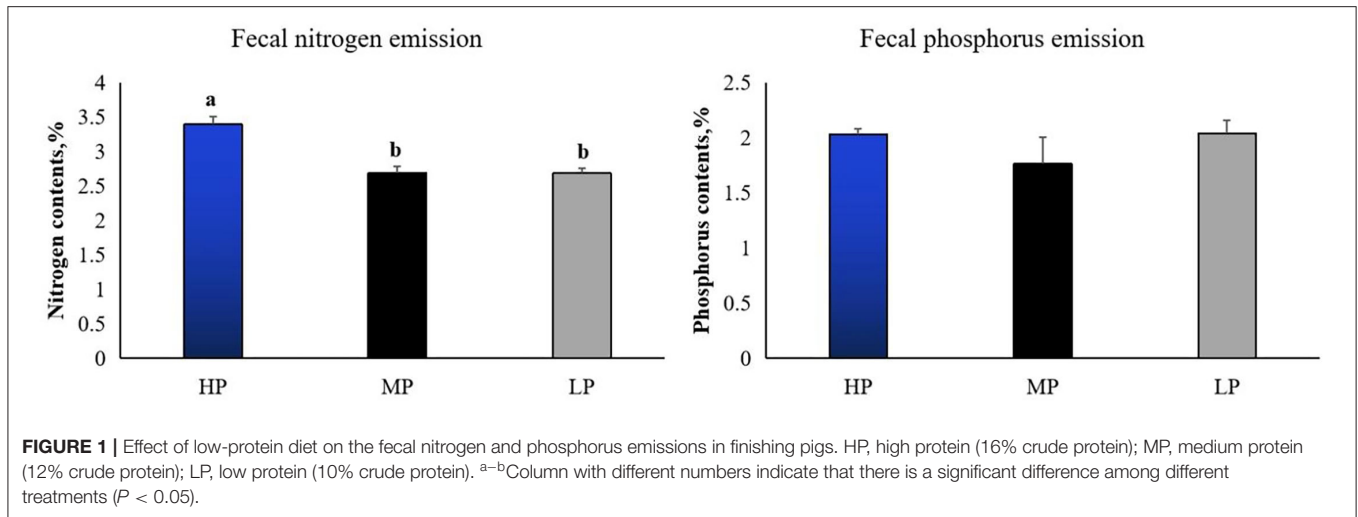 Fecal nitrogen emission
Nitrogen contents,%
4
3.5
3
2.5
2
1.5
1
0.5
0
a
b
b
HP
MP
LP
Fecal phosphorus emission
Phosphorus contents,%
2.5
2
1.5
1
0.5
0
HP
MP
LP
FIGURE 1 | Effect of low-protein diet on the fecal nitrogen and phosphorus emissions in finishing pigs. HP, high protein (16% crude protein); MP, medium protein
(12% crude protein); LP, low protein (10% crude protein). a–bColumn with different numbers indicate that there is a significant difference among different
treatments (P < 0.05).